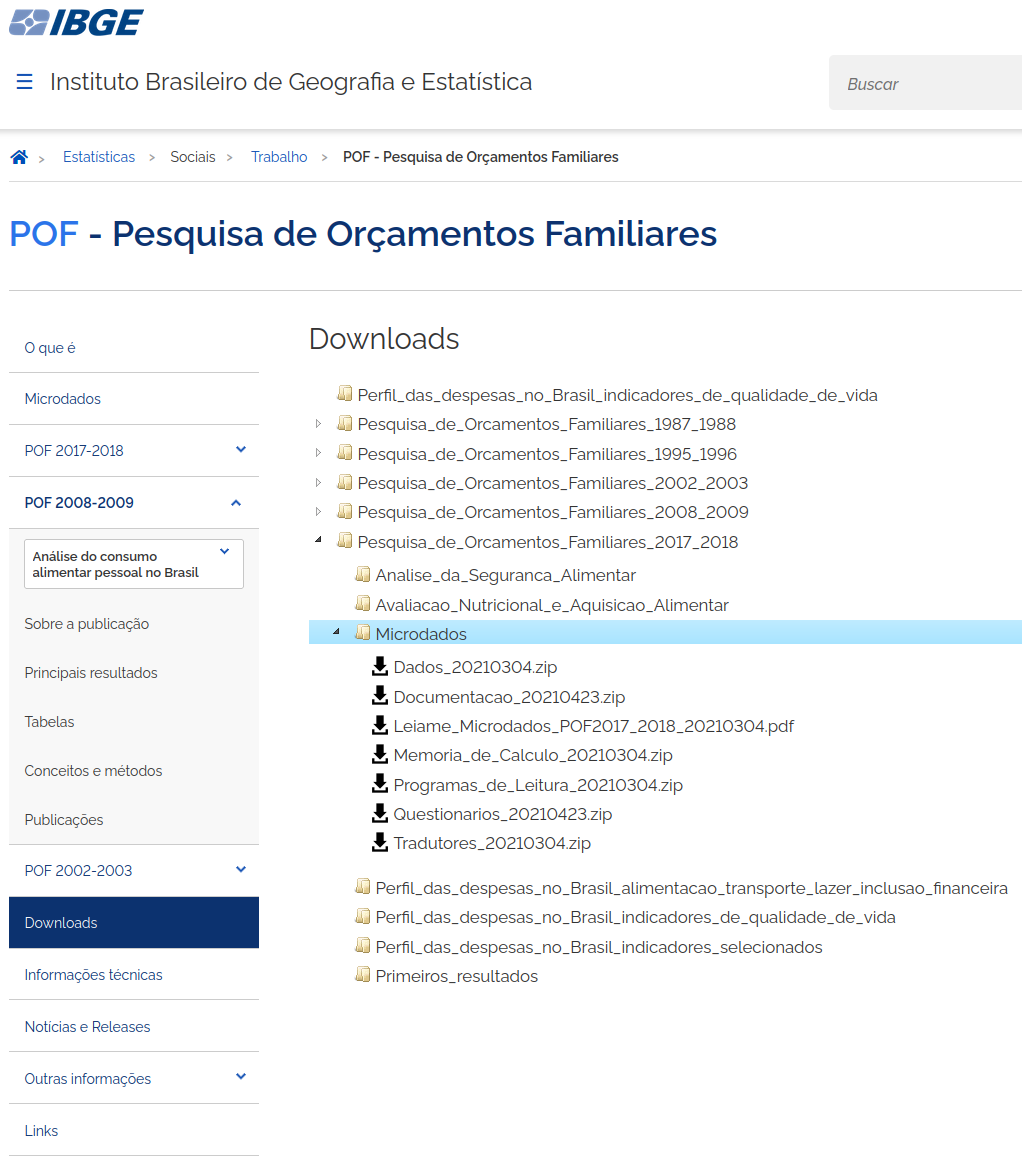 IBGE
Instituto Brasileiro de Geografia e Estatística
Buscar
Estatísticas > Sociais > Trabalho > POF - Pesquisa de Orçamentos Familiares
POF - Pesquisa de Orçamentos Familiares
O que é
Microdados
POF 2017-2018
POF 2008-2009
Análise do consumo
alimentar pessoal no Brasil
Sobre a publicação
Principais resultados
Tabelas
Conceitos e métodos
Publicações
POF 2002-2003
Downloads
Informações técnicas
Notícias e Releases
Outras informações
Links
Downloads
Perfil_das_despesas_no_Brasil_indicadores_de_qualidade_de_vida
Pesquisa_de_Orcamentos_Familiares_1987_1988
Pesquisa_de_Orcamentos_Familiares_1995_1996
Pesquisa_de_Orcamentos_Familiares_2002_2003
Pesquisa_de_Orcamentos_Familiares_2008_2009
Pesquisa_de_Orcamentos_Familiares_2017_2018
Analise_da_Seguranca_Alimentar
Avaliacao_Nutricional_e_Aquisicao_Alimentar
Microdados
Dados_20210304.zip
Documentacao_20210423.zip
Leiame_Microdados_POF2017_2018_20210304.pdf
Memoria_de_Calculo_20210304.zip
Programas_de_Leitura_20210304.zip
Questionarios_20210423.zip
Tradutores_20210304.zip
Perfil_das_despesas_no_Brasil_alimentacao_transporte_lazer_inclusao_financeira
Perfil_das_despesas_no_Brasil_indicadores_de_qualidade_de_vida
Perfil_das_despesas_no_Brasil_indicadores_selecionados
Primeiros_resultados